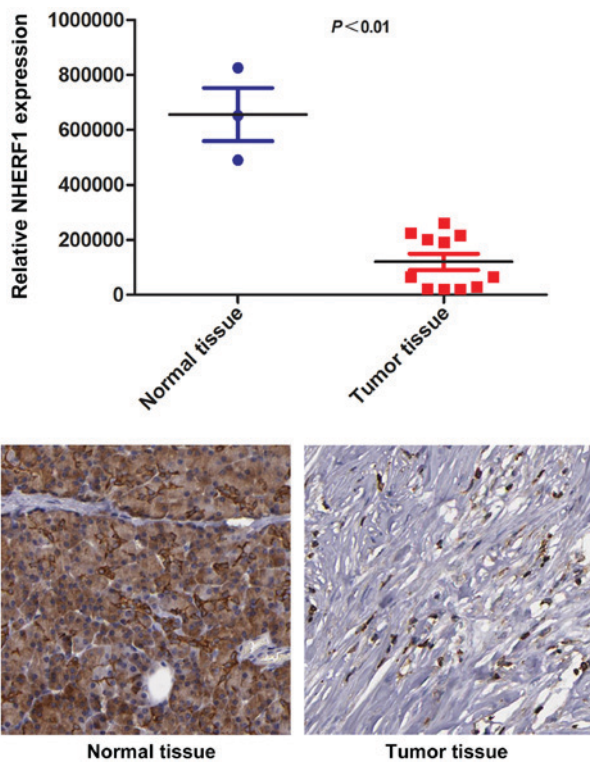 1000000
P<0.01
800000
600000
400000
200000
0
Relative NHERF1 expression
Normal tissue
Tumor tissue
Normal tissue
Tumor tissue